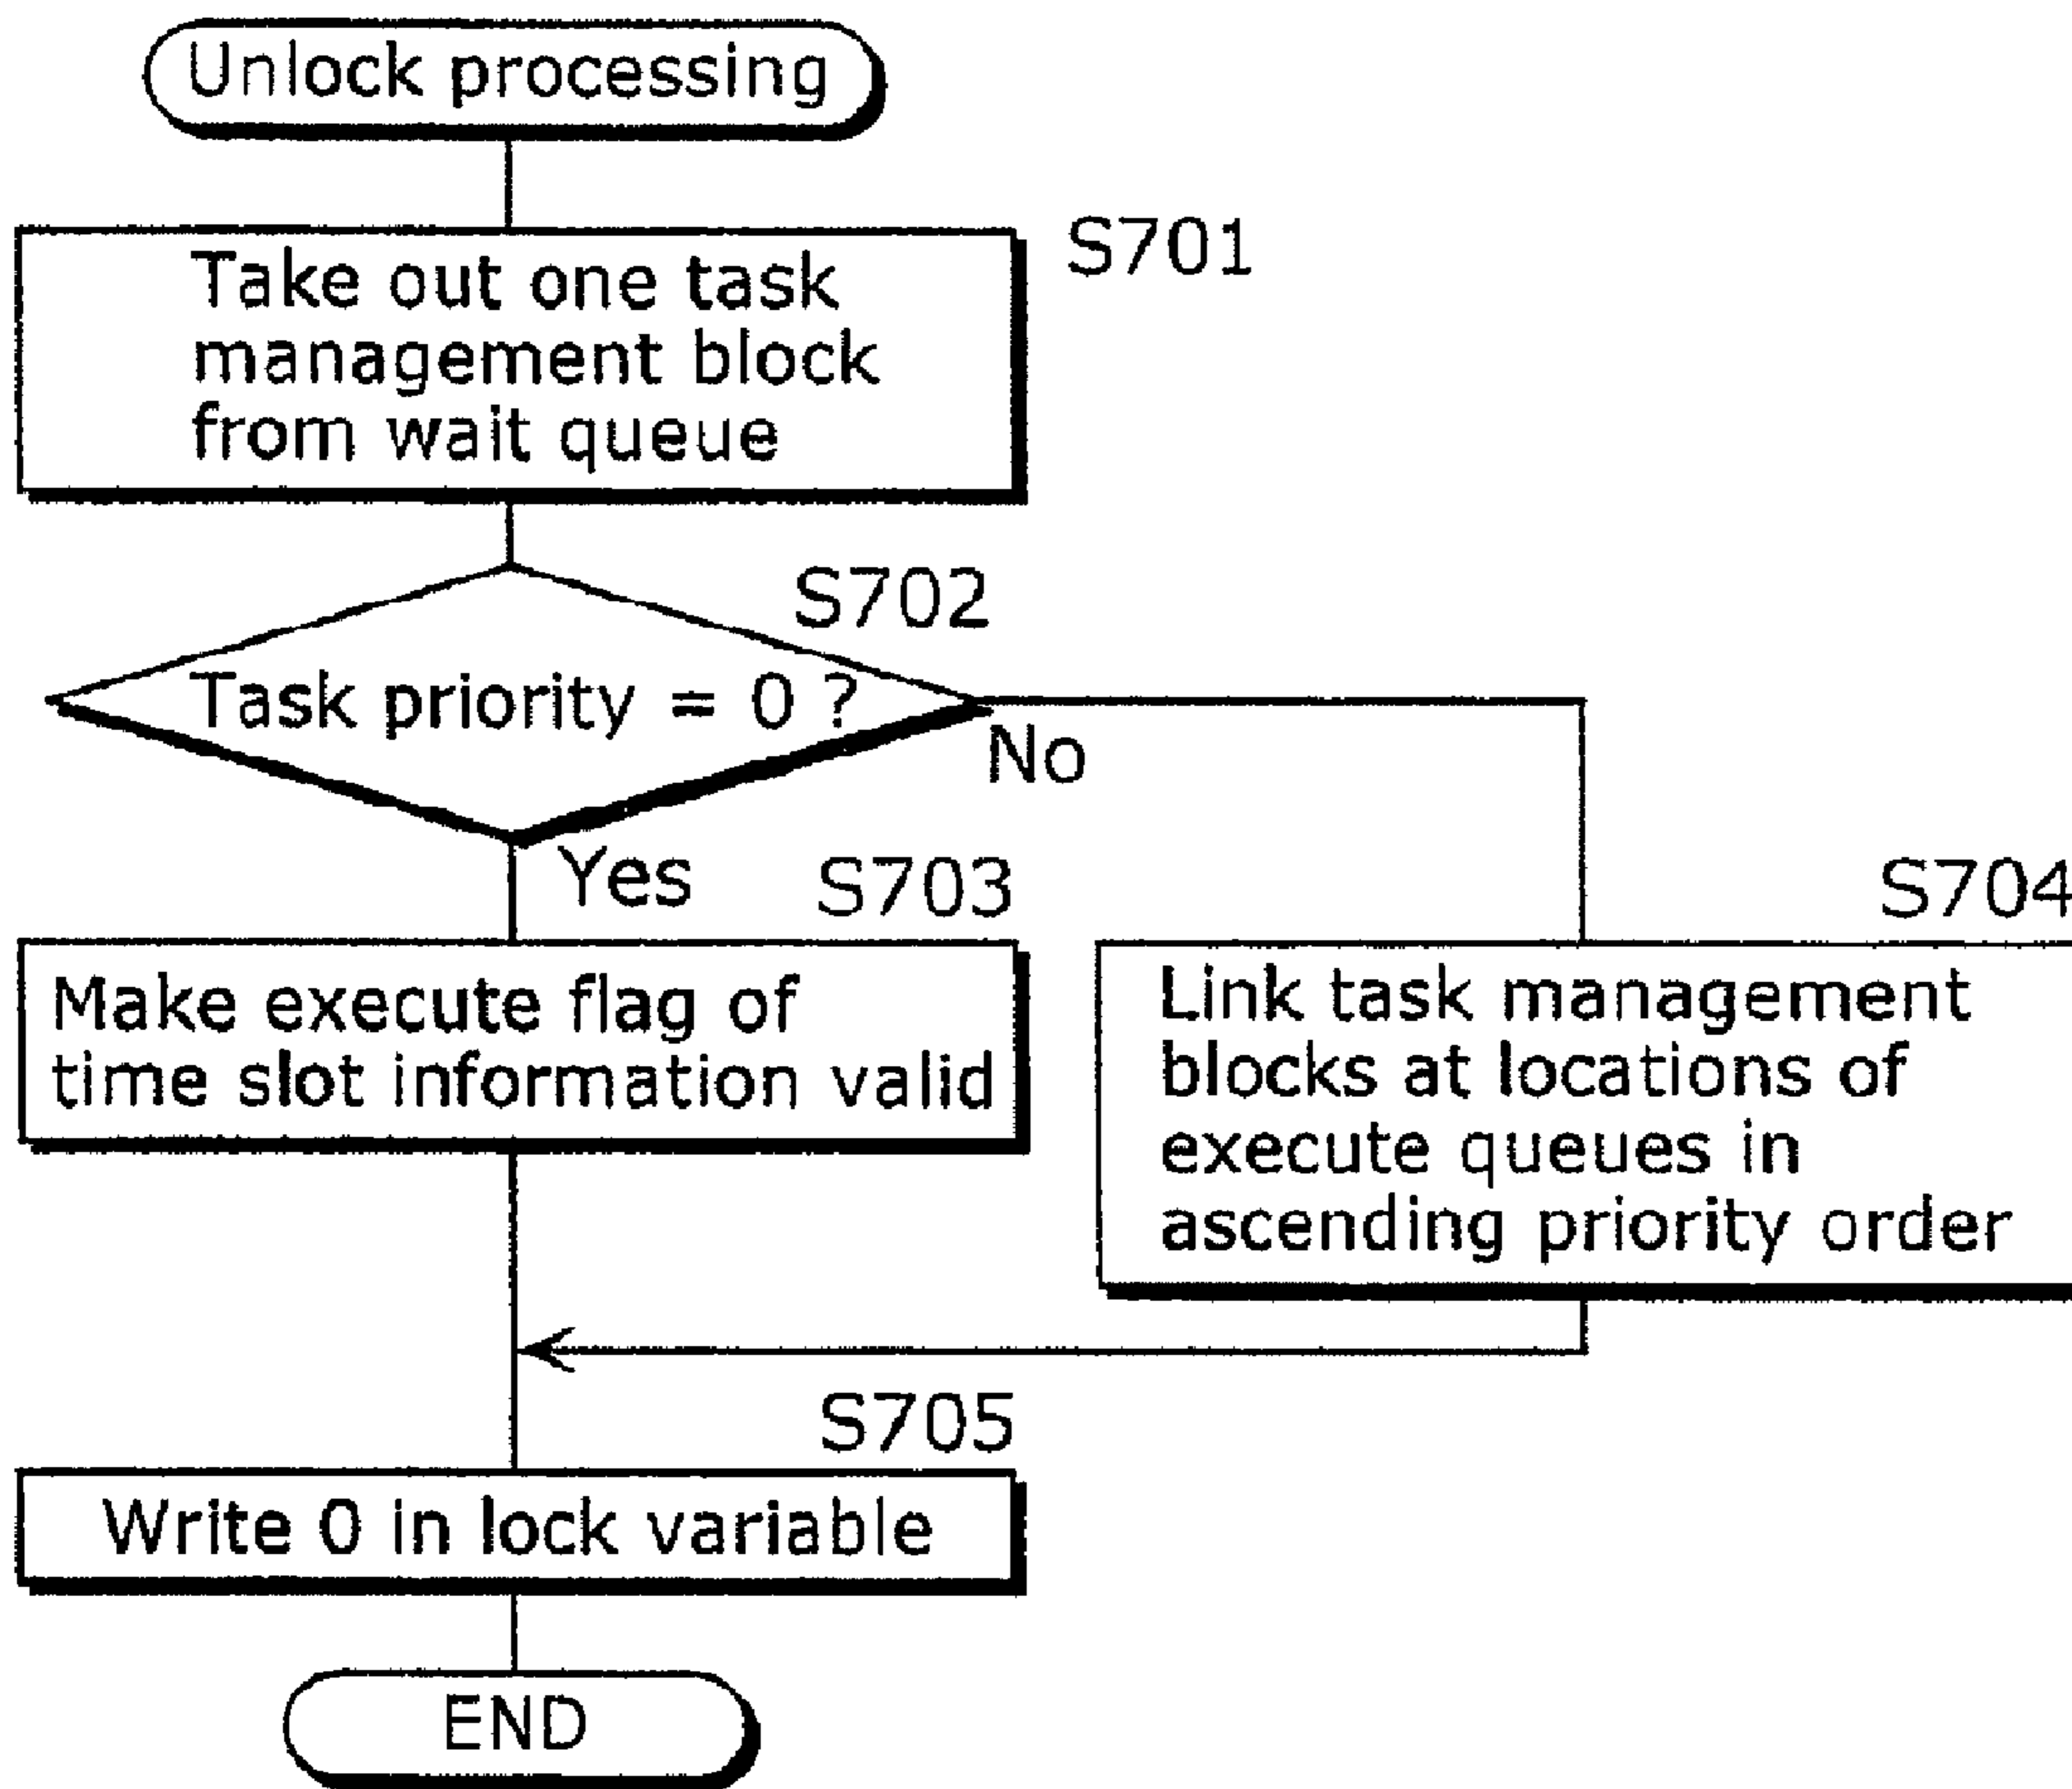 Unlock processing
S701
Take out one task
management block
from wait queue
S702
Task priority = 0 ?
No
Yes
S703
Make execute flag of
time slot information valid
S704
Link task management
blocks at locations of
execute queues in
ascending priority order
S705
Write 0 in lock variable
END